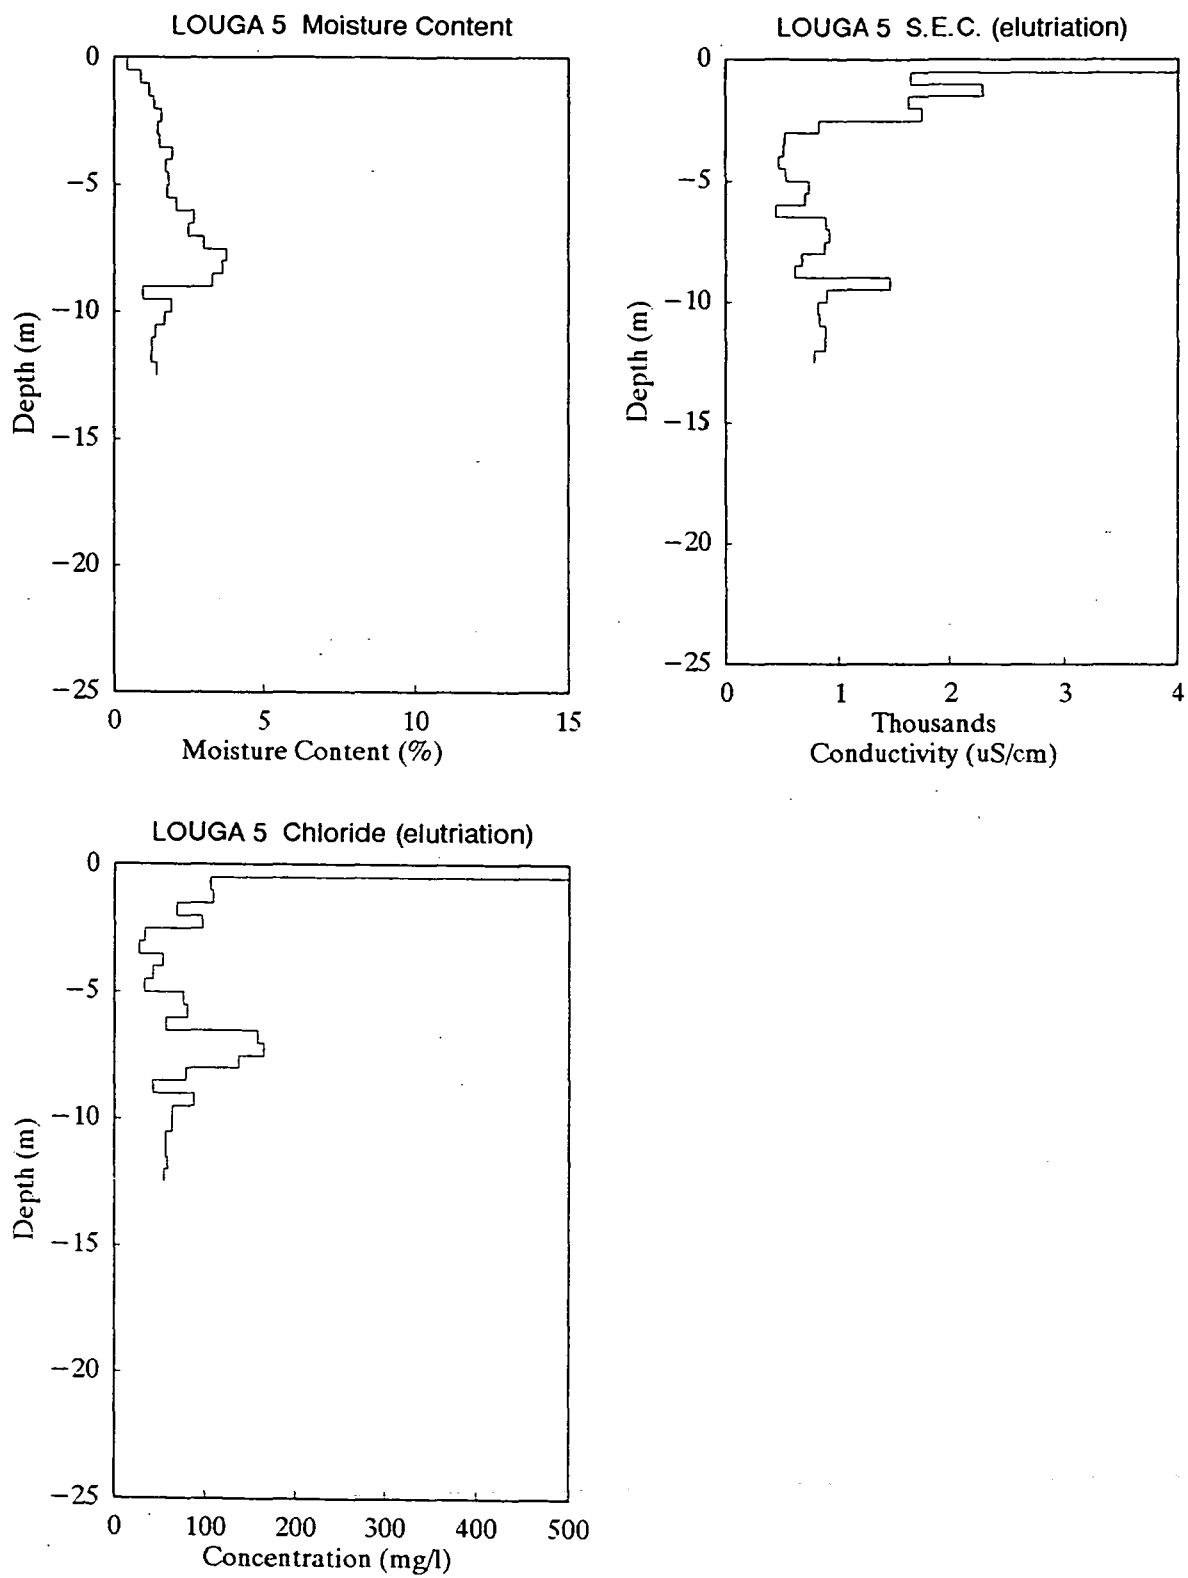 LOUGA 5 Moisture Content
0
−5
−10
−15
−20
−25
Depth (m)
0 5 10 15
Moisture Content (%)
LOUGA 5 S.E.C. (elutriation)
0
−5
−10
−15
−20
−25
Depth (m)
0 1 2 3 4
Thousands
Conductivity (uS/cm)
LOUGA 5 Chloride (elutriation)
0
−5
−10
−15
−20
−25
Depth (m)
0 100 200 300 400 500
Concentration (mg/l)